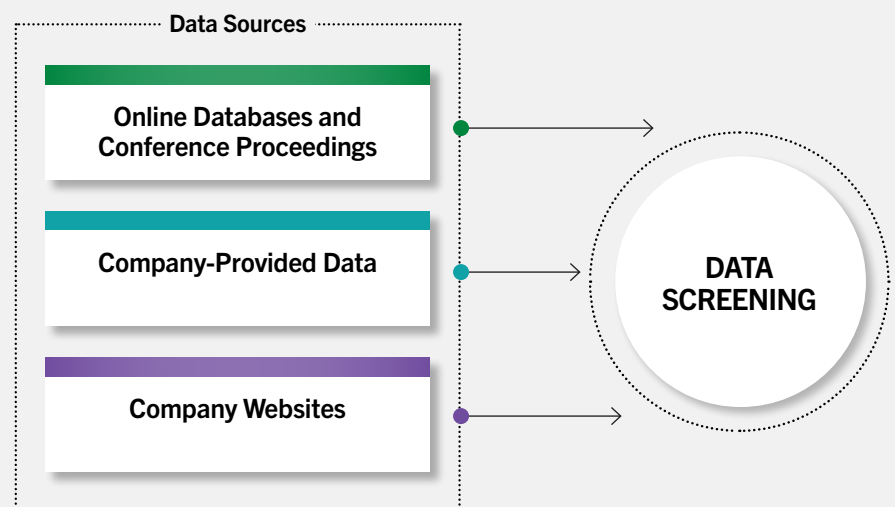 Data Sources
Online Databases and
Conference Proceedings
Company-Provided Data
Company Websites
DATA
SCREENING